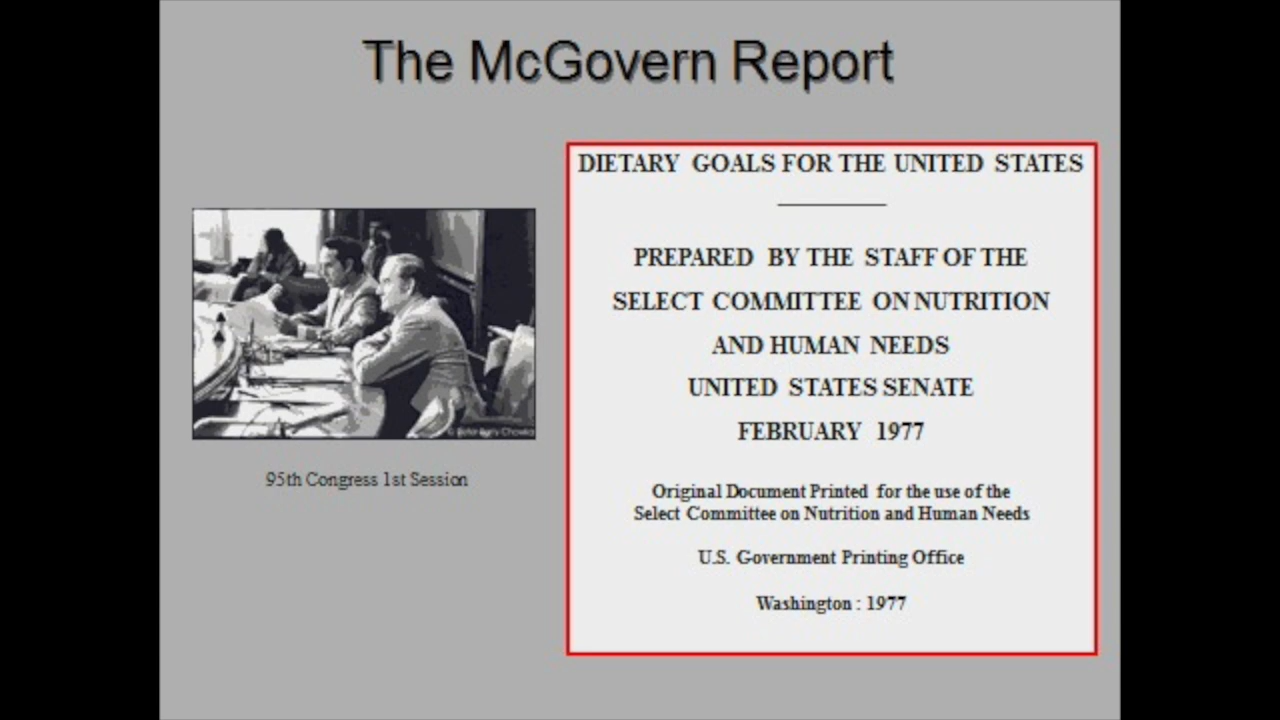 The McGovern Report
DIETARY GOALS FOR THE UNITED STATES
PREPARED BY THE STAFF OF THE
SELECT COMMITTEE ON NUTRITION
AND HUMAN NEEDS
UNITED STATES SENATE
FEBRUARY 1977
Original Document Printed for the use of the
Select Committee on Nutrition and Human Needs
U.S. Government Printing Office
Washington : 1977
© Barry Chowka
95th Congress 1st Session